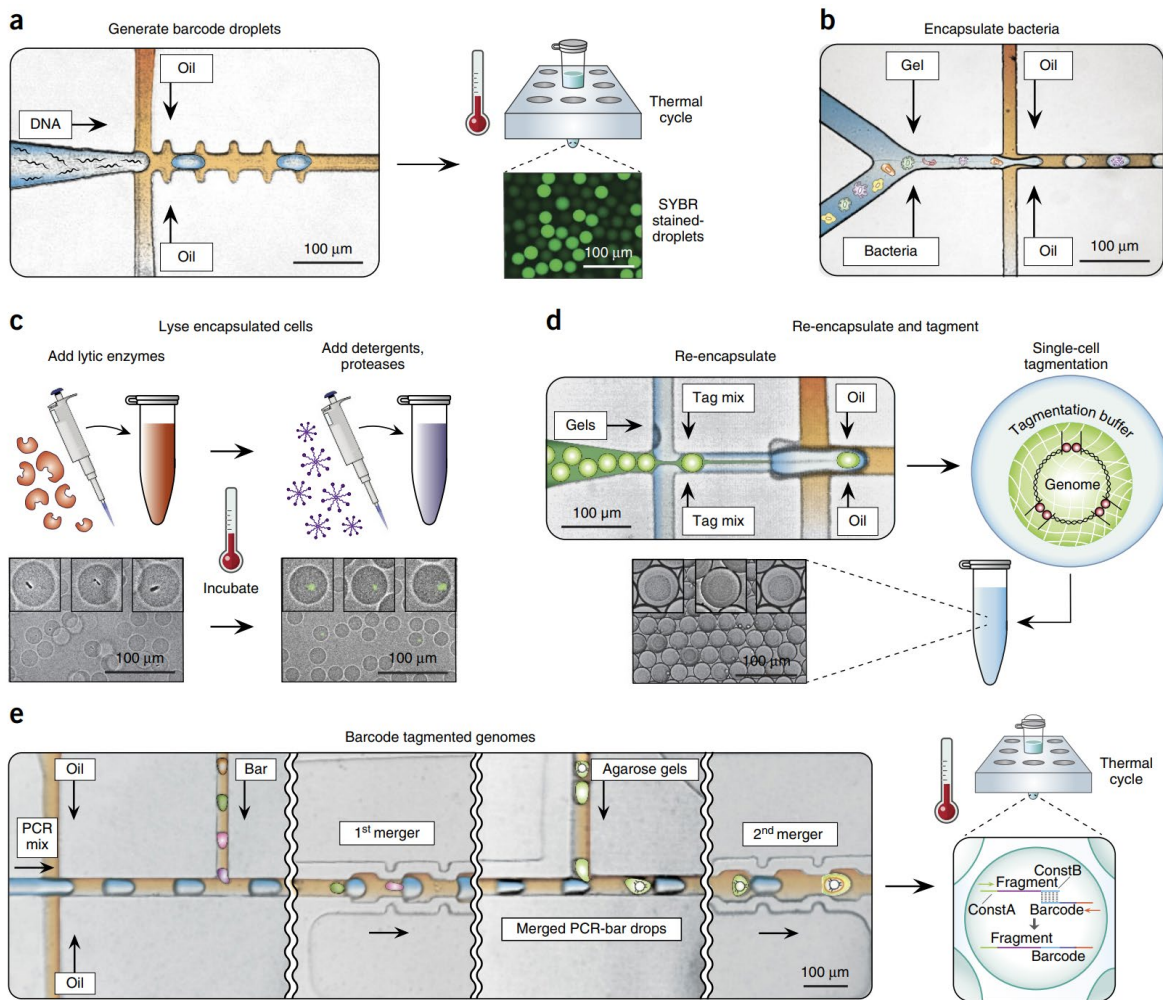 a
Generate barcode droplets
Oil
DNA
Oil
100 μm
Thermal
cycle
SYBR
stained-
droplets
100 μm
b
Encapsulate bacteria
Gel
Oil
Bacteria
Oil
100 μm
c
Lyse encapsulated cells
Add lytic enzymes
Add detergents,
proteases
Incubate
100 μm
100 μm
d
Re-encapsulate and tagment
Re-encapsulate
Gels
Tag mix
Oil
Tag mix
Oil
100 μm
Single-cell
tagmentation
Tagmentation buffer
Genome
100 μm
e
Barcode tagmented genomes
Oil
Bar
PCR
mix
Oil
1st merger
Agarose gels
Merged PCR-bar drops
2nd merger
100 μm
Thermal
cycle
ConstB
Fragment
ConstA
Barcode
Fragment
Barcode